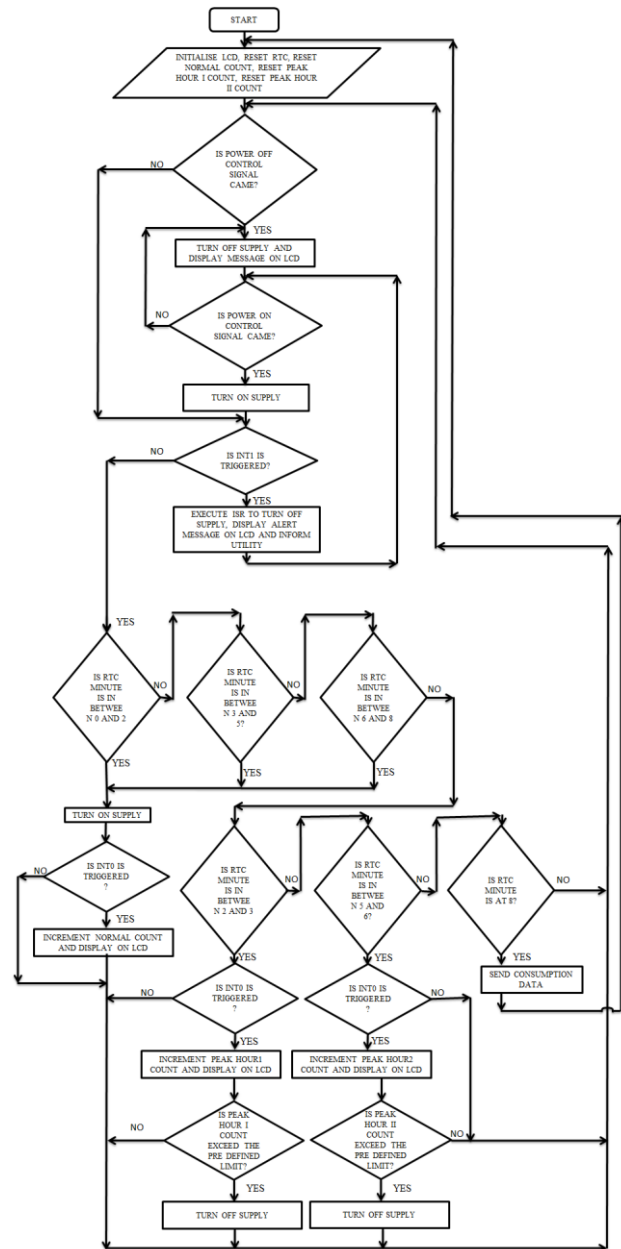 START
INITIALISE LCD, RESET RTC, RESET
NORMAL COUNT, RESET PEAK
HOUR I COUNT, RESET PEAK HOUR
II COUNT
IS POWER OFF
CONTROL
SIGNAL
CAME?
NO
YES
TURN OFF SUPPLY AND
DISPLAY MESSAGE ON LCD
IS POWER ON
CONTROL
SIGNAL CAME?
NO
YES
TURN ON SUPPLY
IS INT1 IS
TRIGGERED?
NO
YES
EXECUTE ISR TO TURN OFF
SUPPLY, DISPLAY ALERT
MESSAGE ON LCD AND INFORM
UTILITY
YES
IS RTC
MINUTE
IS IN
BETWEE
N 0 AND 2
NO
YES
IS RTC
MINUTE
IS IN
BETWEE
N 3 AND
5?
NO
YES
IS RTC
MINUTE
IS IN
BETWEE
N 6 AND 8
NO
YES
TURN ON SUPPLY
IS INT0 IS
TRIGGERED
?
NO
YES
INCREMENT NORMAL COUNT
AND DISPLAY ON LCD
IS RTC
MINUTE
IS IN
BETWEE
N 2 AND 3
NO
YES
IS RTC
MINUTE
IS IN
BETWEE
N 5 AND
6?
NO
YES
IS RTC
MINUTE
IS AT 8?
NO
YES
SEND CONSUMPTION
DATA
IS INT0 IS
TRIGGERED
?
NO
YES
IS INT0 IS
TRIGGERED
?
NO
YES
INCREMENT PEAK HOUR1
COUNT AND DISPLAY ON LCD
INCREMENT PEAK HOUR2
COUNT AND DISPLAY ON LCD
IS PEAK
HOUR I
COUNT
EXCEED THE
PRE DEFINED
LIMIT?
NO
YES
IS PEAK
HOUR II
COUNT
EXCEED THE
PRE DEFINED
LIMIT?
NO
YES
TURN OFF SUPPLY
TURN OFF SUPPLY